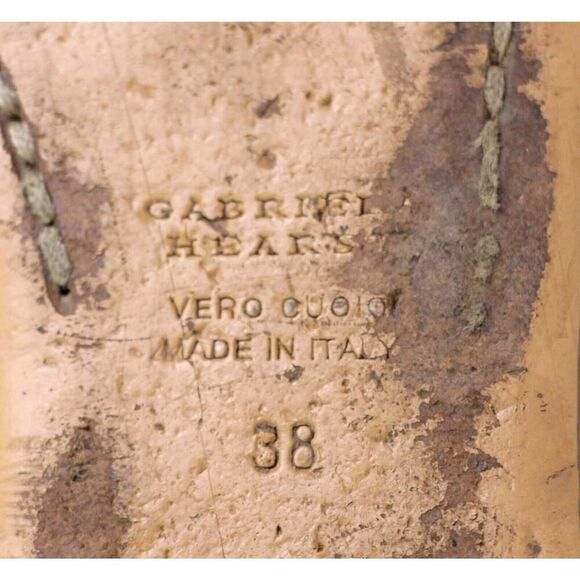 GABRIELA
HEARST
VERO CUOIO
MADE IN ITALY
38